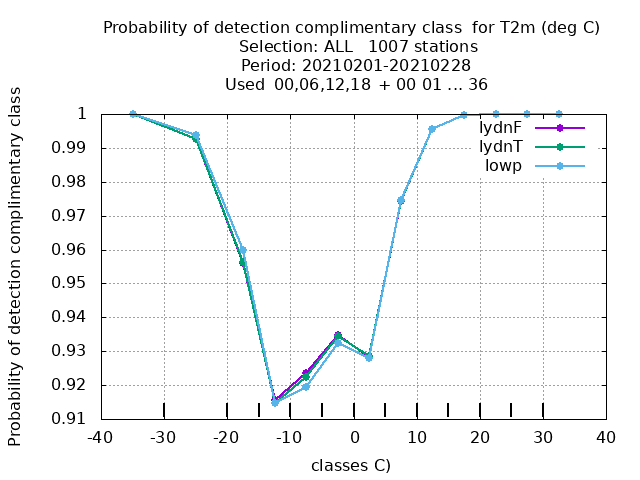 Probability of detection complimentary class  for T2m (deg C)
Selection: ALL   1007 stations
Period: 20210201-20210228
Used  00,06,12,18  + 00 01 ... 36
Probability of detection complimentary class
1
0.99
0.98
0.97
0.96
0.95
0.94
0.93
0.92
0.91
lydnF
lydnT
lowp
-40 -30 -20 -10 0 10 20 30 40
classes C)